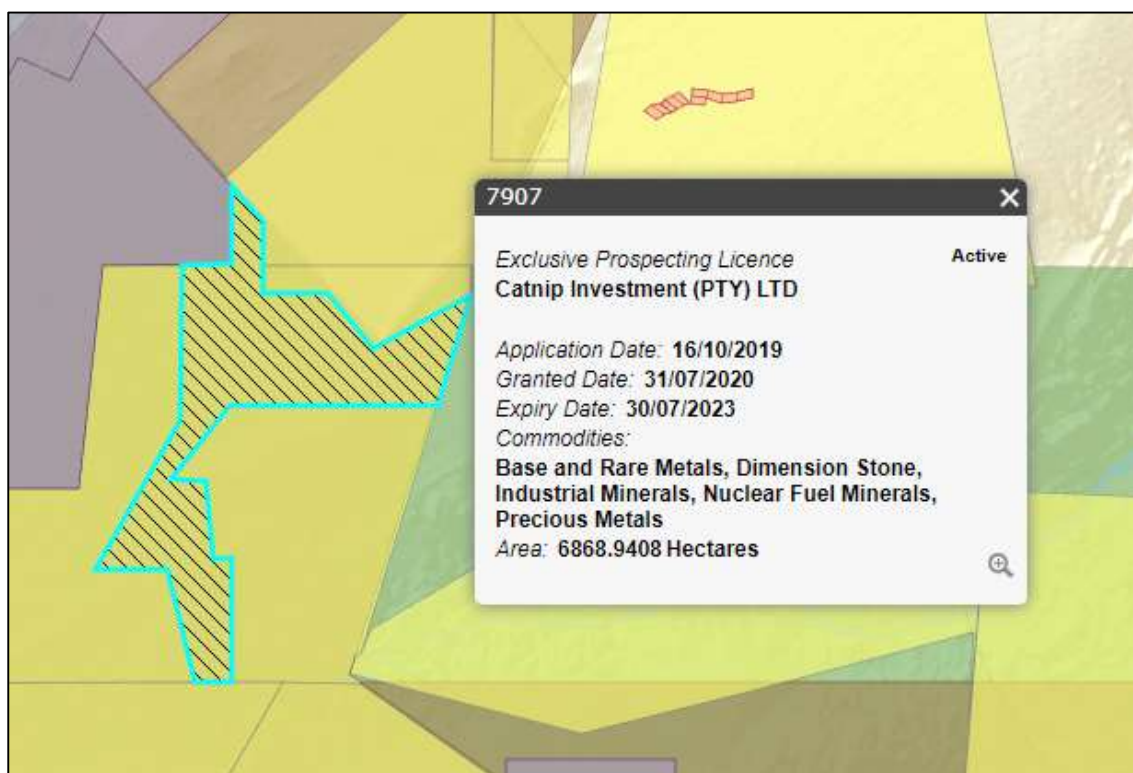 7907
Exclusive Prospecting Licence Active
Catnip Investment (PTY) LTD
Application Date: 16/10/2019
Granted Date: 31/07/2020
Expiry Date: 30/07/2023
Commodities:
Base and Rare Metals, Dimension Stone,
Industrial Minerals, Nuclear Fuel Minerals,
Precious Metals
Area: 6868.9408 Hectares